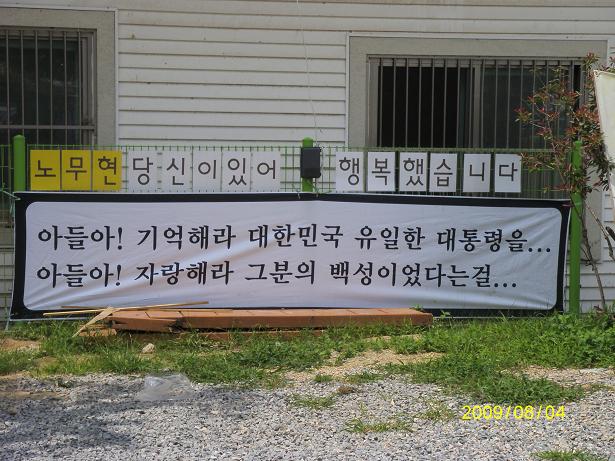 노무현당신이있어 행복했습니다
아들아! 기억해라 대한민국 유일한 대통령을...
아들아! 자랑해라 그분의 백성이었다는걸...
2009/08/04